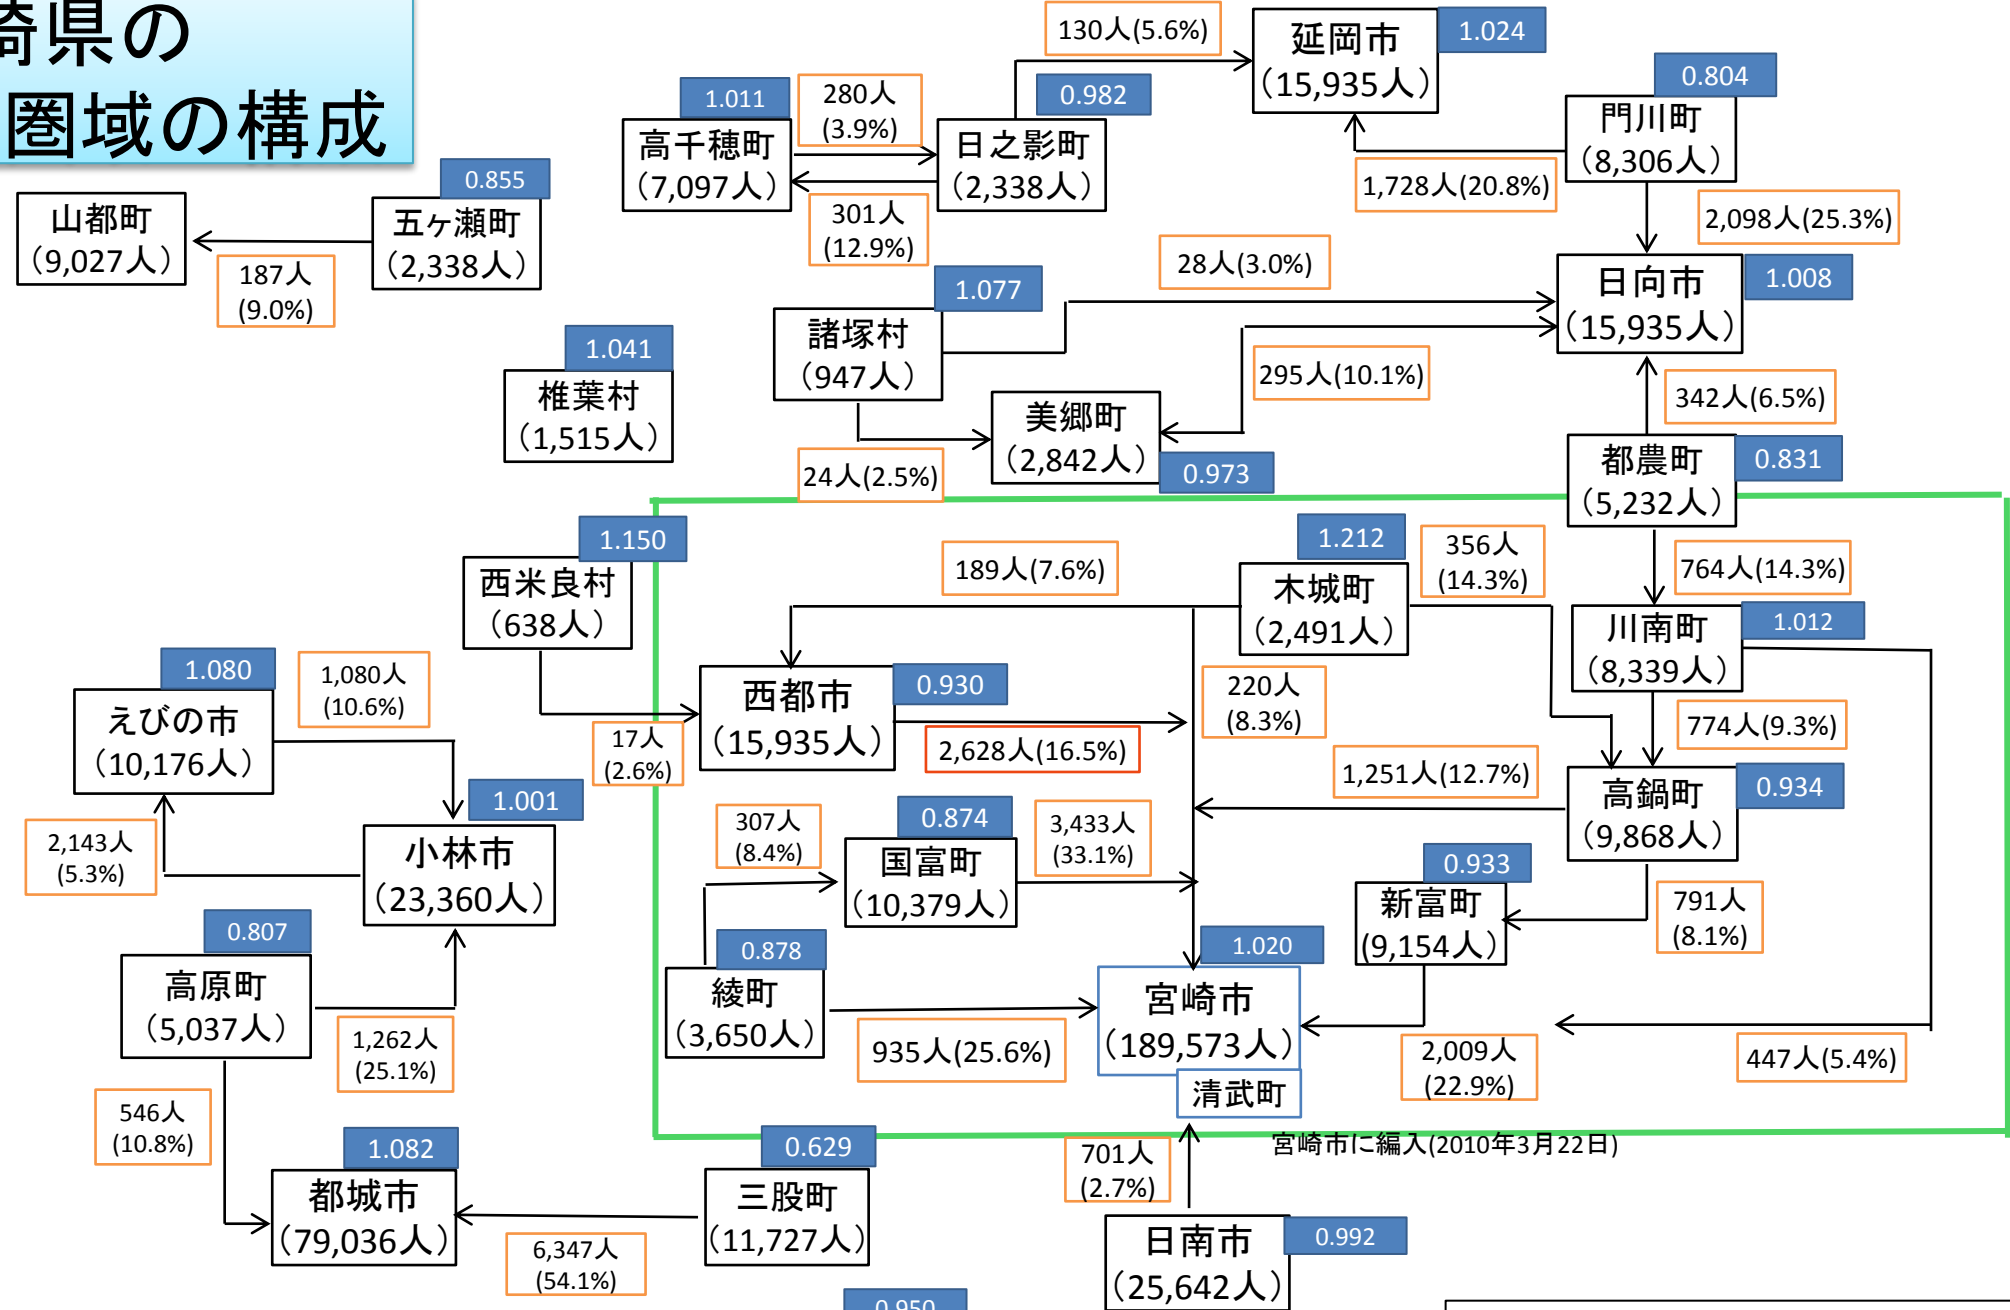 崎県の
圏域の構成
130人(5.6%)
延岡市
(15,935人)
1.024
0.804
門川町
(8,306人)
1.011
280人
(3.9%)
0.982
高千穂町
(7,097人)
日之影町
(2,338人)
301人
(12.9%)
1,728人(20.8%)
2,098人(25.3%)
0.855
山都町
(9,027人)
五ヶ瀬町
(2,338人)
187人
(9.0%)
28人(3.0%)
1.077
諸塚村
(947人)
日向市
(15,935人)
1.008
1.041
椎葉村
(1,515人)
295人(10.1%)
342人(6.5%)
美郷町
(2,842人)
0.973
24人(2.5%)
都農町
(5,232人)
0.831
1.150
西米良村
(638人)
189人(7.6%)
1.212
木城町
(2,491人)
356人
(14.3%)
764人(14.3%)
川南町
(8,339人)
1.012
1.080
えびの市
(10,176人)
1,080人
(10.6%)
17人
(2.6%)
西都市
(15,935人)
0.930
2,628人(16.5%)
220人
(8.3%)
774人(9.3%)
1,251人(12.7%)
高鍋町
(9,868人)
0.934
1.001
小林市
(23,360人)
2,143人
(5.3%)
307人
(8.4%)
0.874
国富町
(10,379人)
3,433人
(33.1%)
0.933
新富町
(9,154人)
791人
(8.1%)
0.807
高原町
(5,037人)
1,262人
(25.1%)
0.878
綾町
(3,650人)
935人(25.6%)
1.020
宮崎市
(189,573人)
清武町
2,009人
(22.9%)
447人(5.4%)
546人
(10.8%)
1.082
都城市
(79,036人)
6,347人
(54.1%)
0.629
三股町
(11,727人)
701人
(2.7%)
宮崎市に編入(2010年3月22日)
日南市
(25,642人)
0.992
0.950